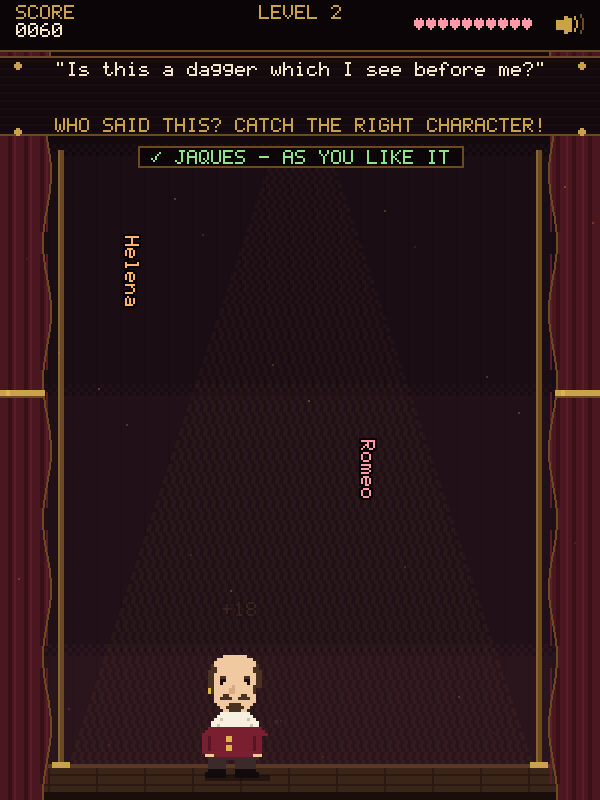 SCORE
0060
LEVEL 2
"Is this a dagger which I see before me?"
WHO SAID THIS? CATCH THE RIGHT CHARACTER!
✓ JAQUES - AS YOU LIKE IT
Helena
Romeo
+18